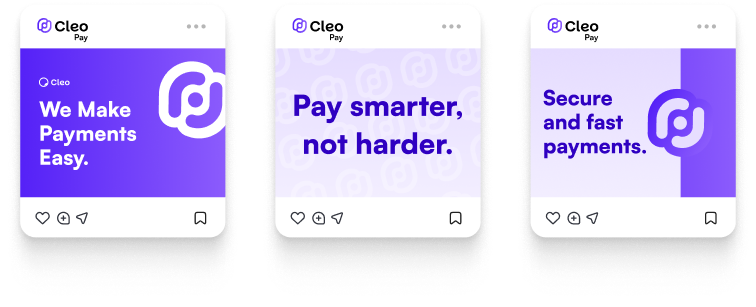 Cleo
Pay
Cleo
We Make
Payments
Easy.
Cleo
Pay
Pay smarter,
not harder.
Cleo
Pay
Secure
and fast
payments.